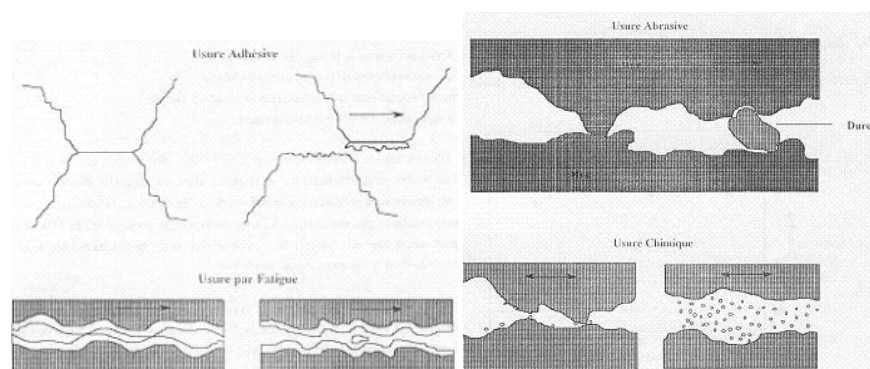 Usure Adhésive
Usure Abrasive
Dure
Usure par Fatigue
Usure Chimique